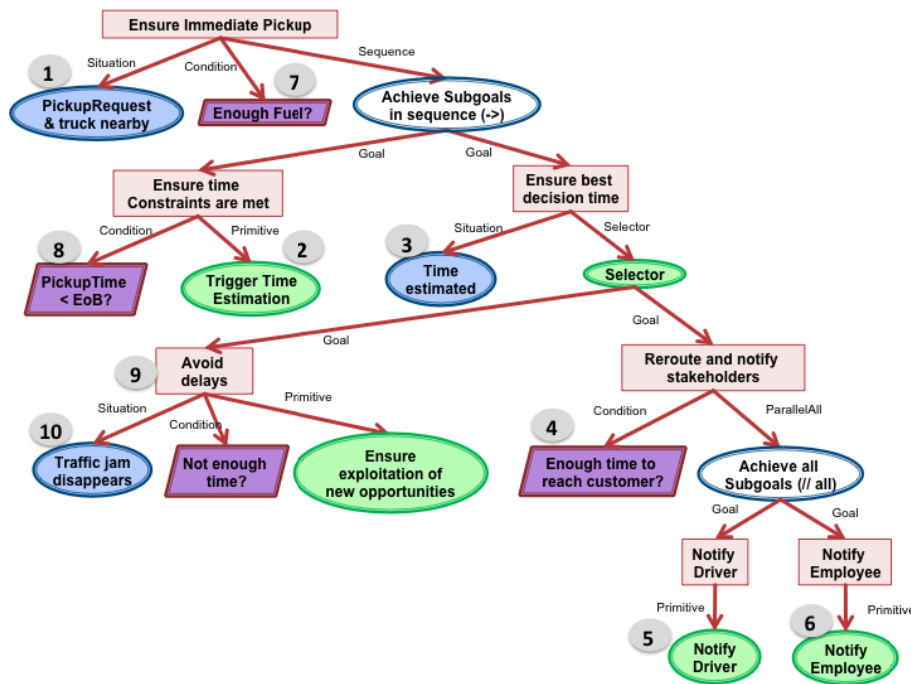 Ensure Immediate Pickup
Situation
Condition
Sequence
1
7
PickupRequest
& truck nearby
Enough Fuel?
Achieve Subgoals
in sequence (->)
Goal
Goal
Ensure time
Constraints are met
Ensure best
decision time
Condition
Primitive
Situation
Selector
8
2
3
PickupTime
< EoB?
Trigger Time
Estimation
Time
estimated
Selector
Goal
Goal
9
Avoid
delays
Reroute and notify
stakeholders
Situation
Condition
Primitive
Condition
ParallelAll
10
4
Traffic jam
disappears
Not enough
time?
Ensure
exploitation of
new opportunities
Enough time to
reach customer?
Achieve all
Subgoals (// all)
Goal
Goal
Notify
Driver
Notify
Employee
Primitive
Primitive
5
6
Notify
Driver
Notify
Employee